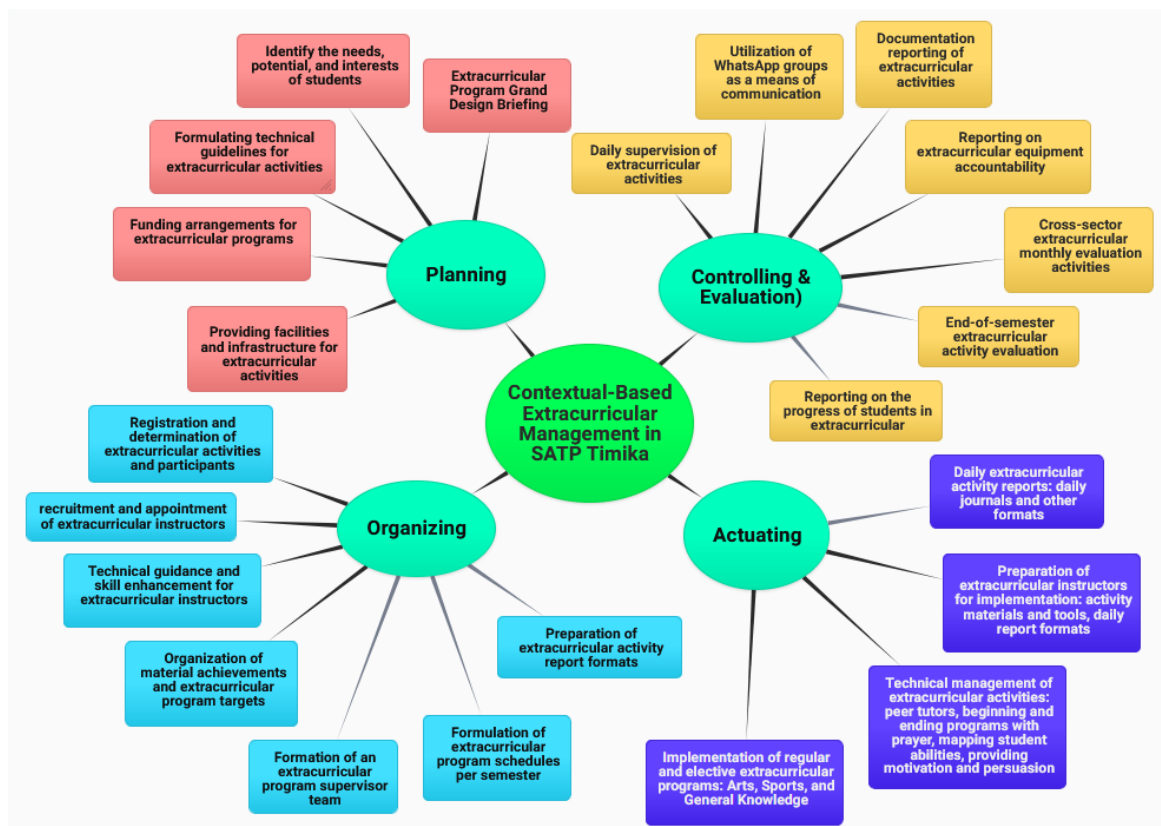 Identify the needs,
potential, and interests
of students
Extracurricular
Program Grand
Design Briefing
Formulating technical
guidelines for
extracurricular activities
Funding arrangements for
extracurricular programs
Providing facilities
and infrastructure for
extracurricular
activities
Planning
Utilization of
WhatsApp groups
as a means of
communication
Documentation
reporting of
extracurricular
activities
Daily supervision of
extracurricular
activities
Reporting on
extracurricular equipment
accountability
Cross-sector
extracurricular
monthly evaluation
activities
End-of-semester
extracurricular
activity evaluation
Reporting on the
progress of students in
extracurricular
Controlling &
Evaluation)
Contextual-Based
Extracurricular
Management in
SATP Timika
Registration and
determination of
extracurricular activities
and participants
recruitment and appointment
of extracurricular instructors
Technical guidance and
skill enhancement for
extracurricular instructors
Organization of
material achievements
and extracurricular
program targets
Formation of an
extracurricular
program supervisor
team
Formulation of
extracurricular
program schedules
per semester
Preparation of
extracurricular activity
report formats
Organizing
Actuating
Daily extracurricular
activity reports: daily
journals and other
formats
Preparation of
extracurricular instructors
for implementation: activity
materials and tools, daily
report formats
Technical management of
extracurricular activities:
peer tutors, beginning and
ending programs with
prayer, mapping student
abilities, providing
motivation and persuasion
Implementation of regular
and elective extracurricular
programs: Arts, Sports, and
General Knowledge